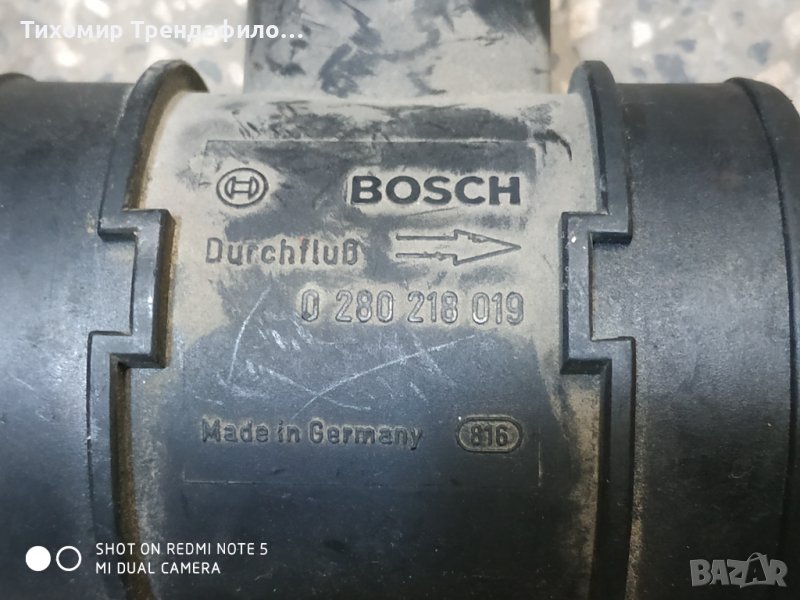 Тихомир Трендафило...
BOSCH
Durchfluß
0 280 218 019
Made in Germany 816
SHOT ON REDMI NOTE 5
MI DUAL CAMERA
BAZAR